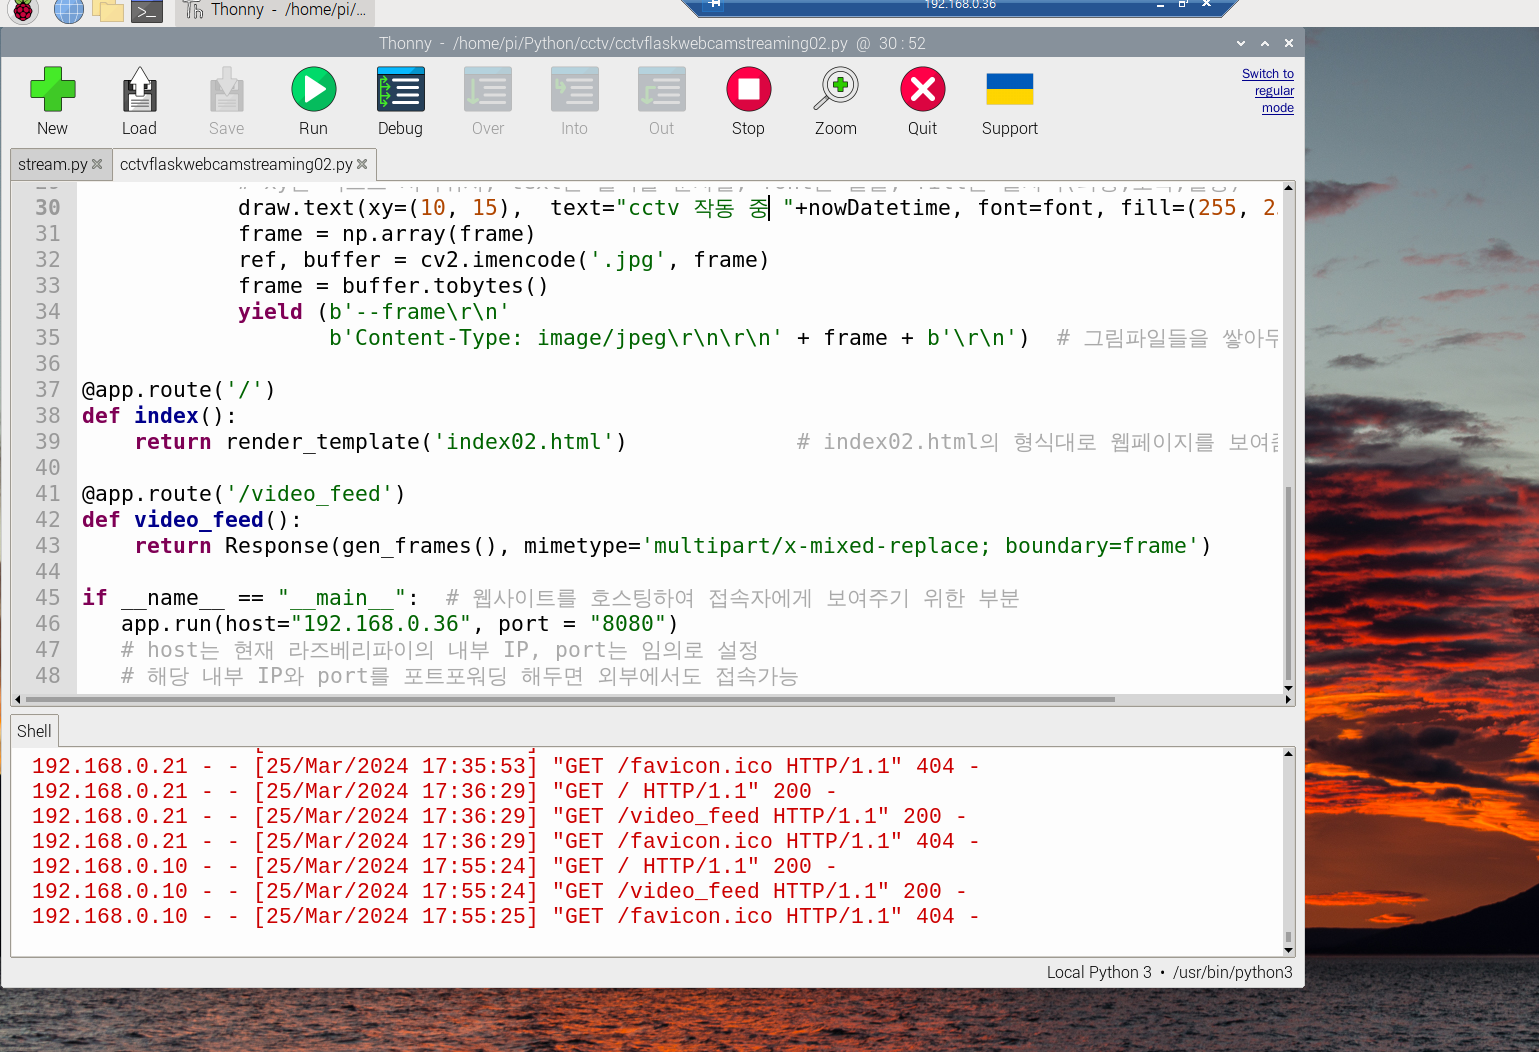 Thonny - /home/pi/...
192.168.0.36
Thonny - /home/pi/Python/cctv/cctvflaskwebcamstreaming02.py @ 30 : 52
New
Load
Save
Run
Debug
Over
Into
Out
Stop
Zoom
Quit
Support
Switch to
regular
mode
stream.py
cctvflaskwebcamstreaming02.py
30 draw.text(xy=(10, 15),  text="cctv 작동 중 "+nowDatetime, font=font, fill=(255,
31 frame = np.array(frame)
32 ref, buffer = cv2.imencode('.jpg', frame)
33 frame = buffer.tobytes()
34 yield (b'--frame\r\n'
35 b'Content-Type: image/jpeg\r\n\r\n' + frame + b'\r\n')  # 그림파일들을 쌓아두
36
37 @app.route('/')
38 def index():
39 return render_template('index02.html')             # index02.html의 형식대로 웹페이지를 보여줌
40
41 @app.route('/video_feed')
42 def video_feed():
43 return Response(gen_frames(), mimetype='multipart/x-mixed-replace; boundary=frame')
44
45 if __name__ == "__main__":  # 웹사이트를 호스팅하여 접속자에게 보여주기 위한 부분
46 app.run(host="192.168.0.36", port = "8080")
47 # host는 현재 라즈베리파이의 내부 IP, port는 임의로 설정
48 # 해당 내부 IP와 port를 포트포워딩 해두면 외부에서도 접속가능
Shell
192.168.0.21 - - [25/Mar/2024 17:35:53] "GET /favicon.ico HTTP/1.1" 404 -
192.168.0.21 - - [25/Mar/2024 17:36:29] "GET / HTTP/1.1" 200 -
192.168.0.21 - - [25/Mar/2024 17:36:29] "GET /video_feed HTTP/1.1" 200 -
192.168.0.21 - - [25/Mar/2024 17:36:29] "GET /favicon.ico HTTP/1.1" 404 -
192.168.0.10 - - [25/Mar/2024 17:55:24] "GET / HTTP/1.1" 200 -
192.168.0.10 - - [25/Mar/2024 17:55:24] "GET /video_feed HTTP/1.1" 200 -
192.168.0.10 - - [25/Mar/2024 17:55:25] "GET /favicon.ico HTTP/1.1" 404 -
Local Python 3 • /usr/bin/python3